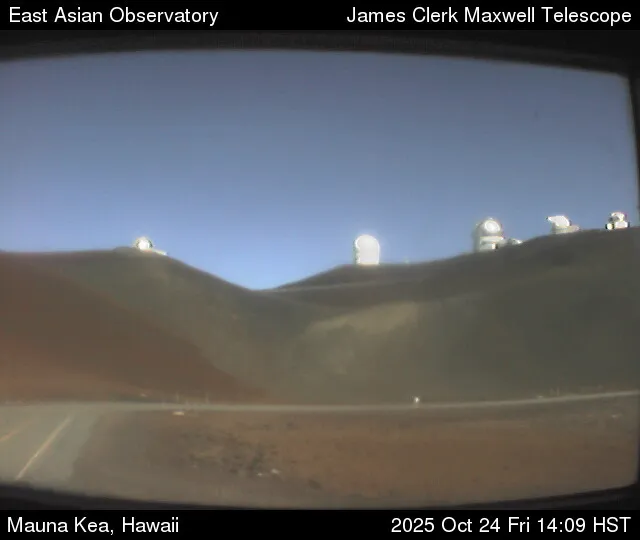 East Asian Observatory
James Clerk Maxwell Telescope
Mauna Kea, Hawaii
2025 Oct 24 Fri 14:09 HST